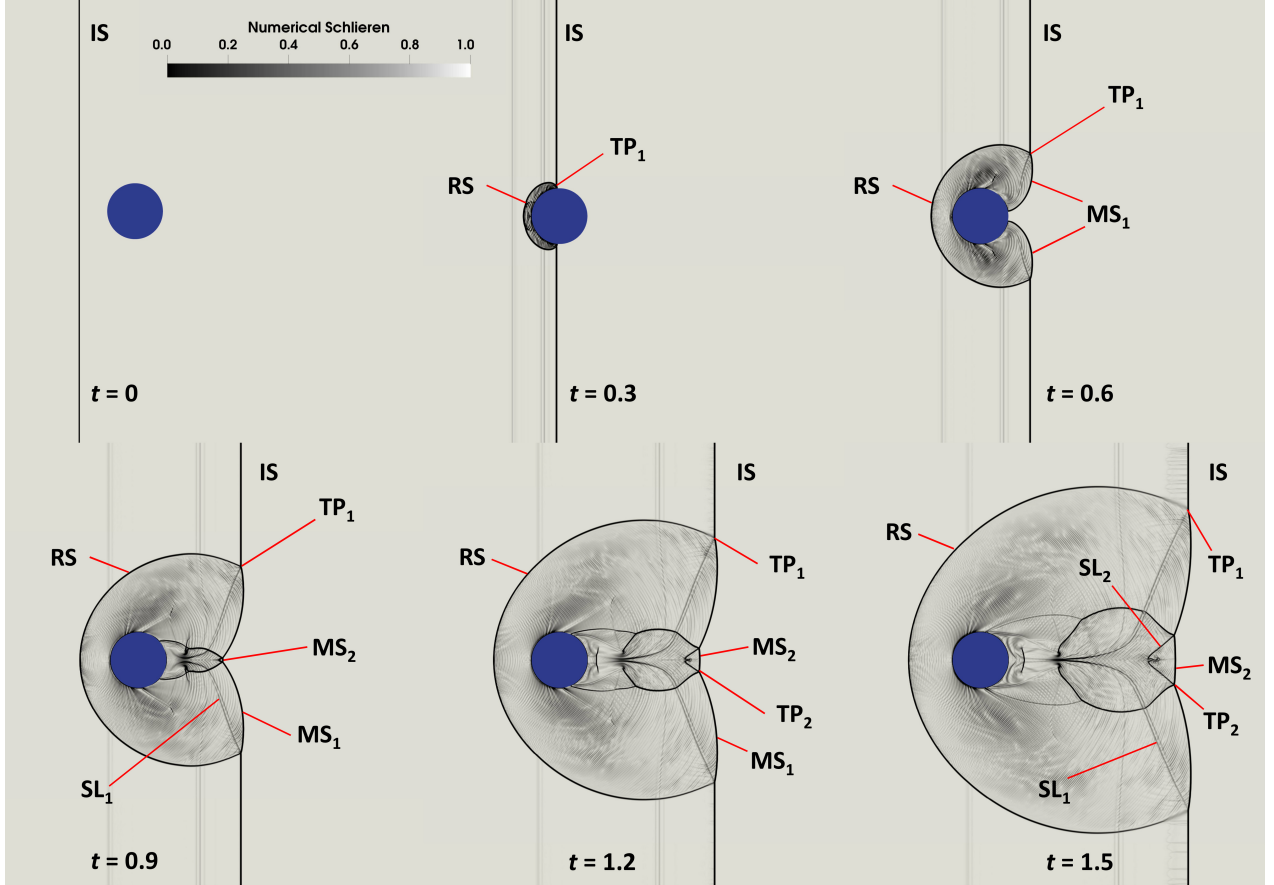 IS
Numerical Schlieren
0.0 0.2 0.4 0.6 0.8 1.0
t = 0
IS
TP₁
RS
t = 0.3
IS
TP₁
RS
MS₁
t = 0.6
IS
TP₁
RS
MS₂
MS₁
SL₁
t = 0.9
IS
RS
TP₁
MS₂
TP₂
MS₁
t = 1.2
IS
RS
SL₂
TP₁
MS₂
TP₂
SL₁
t = 1.5